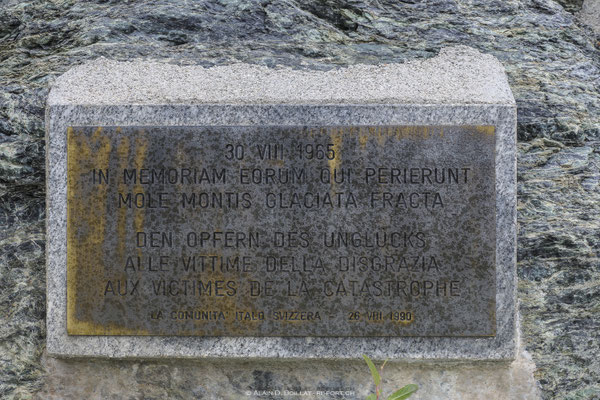 30 VIII 1965
IN MEMORIAM EORUM QUI PERIERUNT
MOLE MONTIS GLACIATA FRACTA
DEN OPFERN DES UNGLÜCKS
ALLE VITTIME DELLA DISGRAZIA
AUX VICTIMES DE LA CATASTROPHE
LA COMUNITÀ ITALO SVIZZERA - 26 VIII 1990